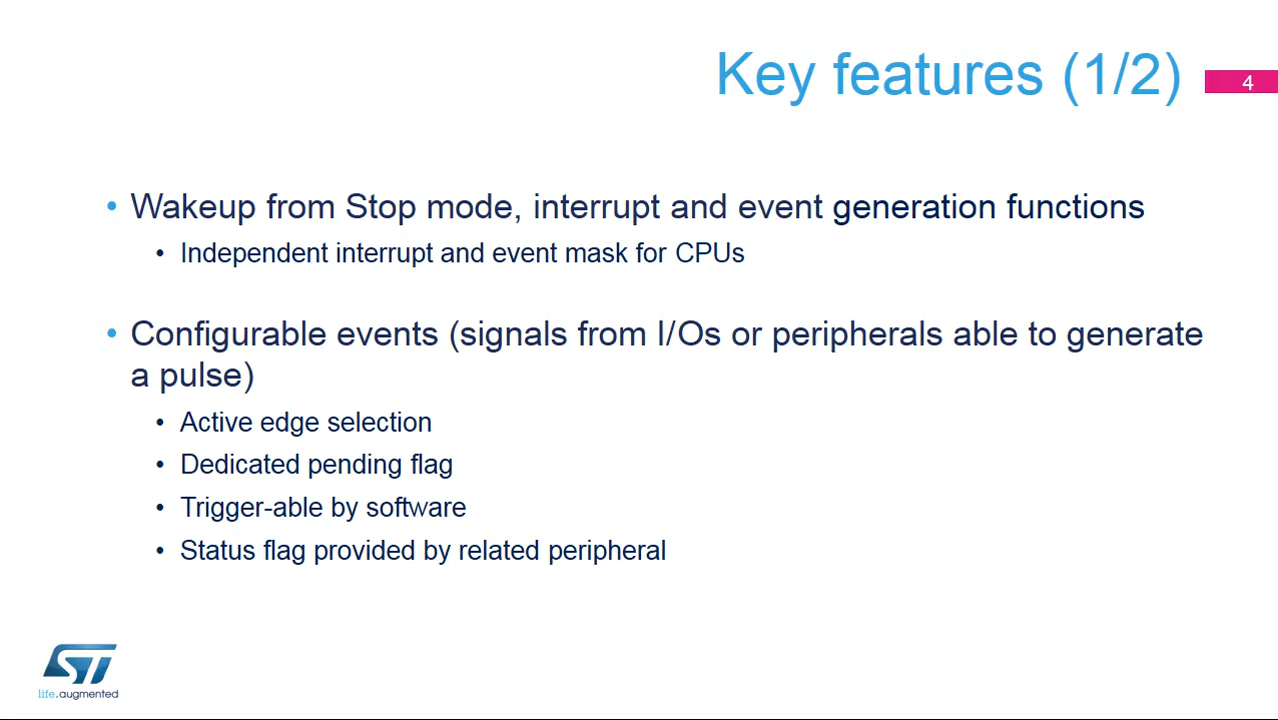 Key features (1/2)
4
• Wakeup from Stop mode, interrupt and event generation functions
• Independent interrupt and event mask for CPUs
• Configurable events (signals from I/Os or peripherals able to generate
a pulse)
• Active edge selection
• Dedicated pending flag
• Trigger-able by software
• Status flag provided by related peripheral
ST
life.augmented